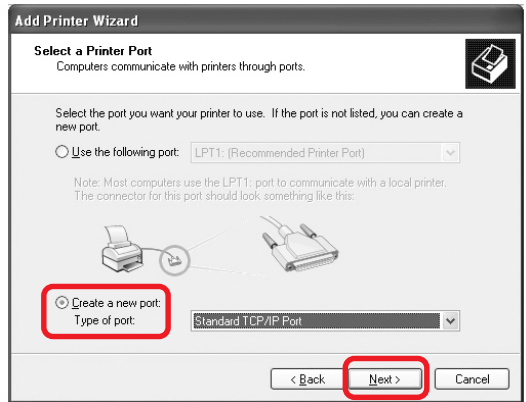 Add Printer Wizard
Select a Printer Port
Computers communicate with printers through ports.
Select the port you want your printer to use. If the port is not listed, you can create a
new port.
Use the following port: LPT1: (Recommended Printer Port)
Note: Most computers use the LPT1: port to communicate with a local printer.
The connector for this port should look something like this:
Create a new port:
Type of port: Standard TCP/IP Port
< Back Next > Cancel